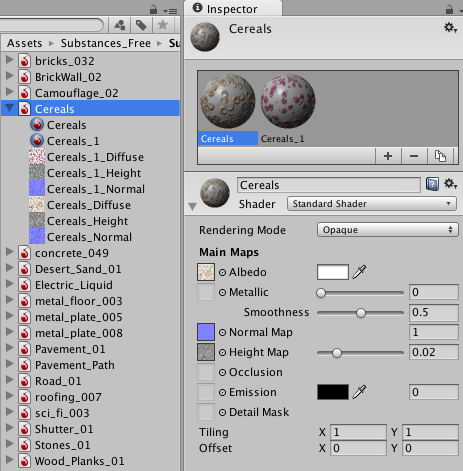 Inspector
Assets ▸ Substances_Free ▸ Su
bricks_032
BrickWall_02
Camouflage_02
Cereals
Cereals
Cereals_1
Cereals_1_Diffuse
Cereals_1_Height
Cereals_1_Normal
Cereals_Diffuse
Cereals_Height
Cereals_Normal
concrete_049
Desert_Sand_01
Electric_Liquid
metal_floor_003
metal_plate_005
metal_plate_008
Pavement_01
Pavement_Path
Road_01
roofing_007
sci_fi_003
Shutter_01
Stones_01
Wood_Planks_01
Cereals
Cereals Cereals_1
Cereals
Shader Standard Shader
Rendering Mode Opaque
Main Maps
Albedo
Metallic 0
Smoothness 0.5
Normal Map 1
Height Map 0.02
Occlusion
Emission 0
Detail Mask
Tiling X 1 Y 1
Offset X 0 Y 0